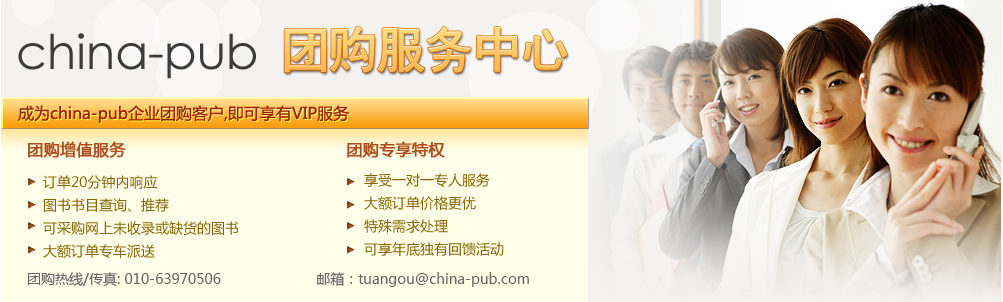 china-pub 团购服务中心
成为china-pub企业团购客户,即可享有VIP服务
团购增值服务
订单20分钟内响应
图书书目查询、推荐
可采购网上未收录或缺货的图书
大额订单专车派送
团购专享特权
享受一对一专人服务
大额订单价格更优
特殊需求处理
可享年底独有回馈活动
团购热线/传真: 010-63970506
邮箱：tuangou@china-pub.com